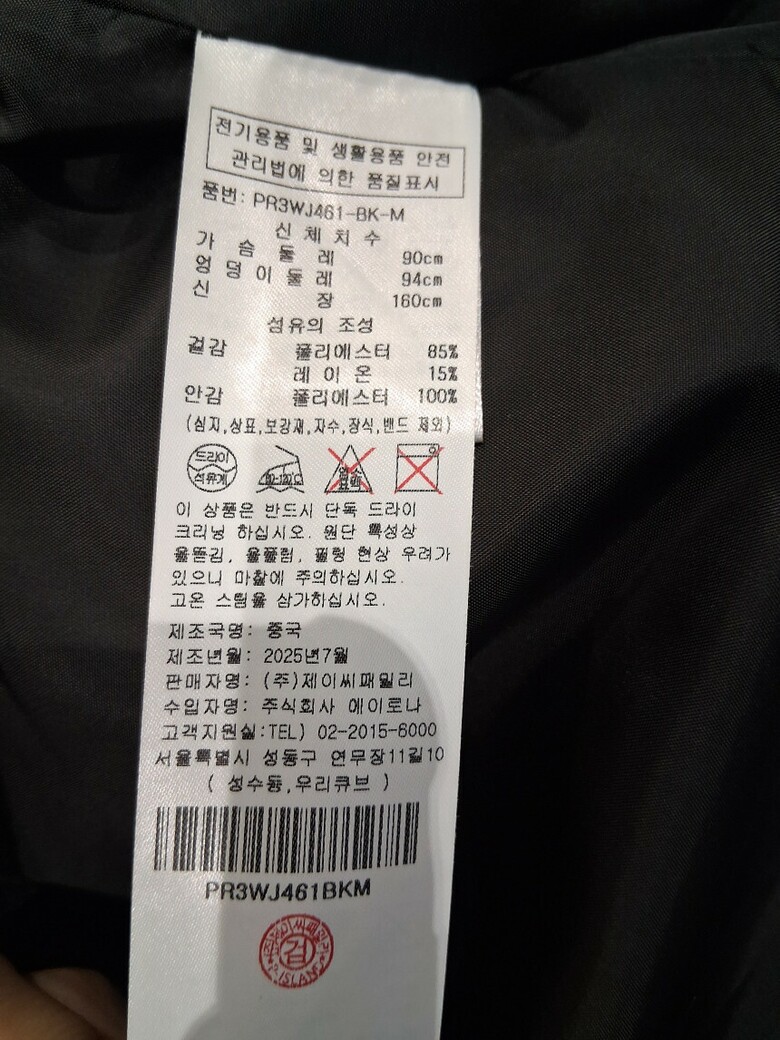 전기용품 및 생활용품 안전
관리법에 의한 품질표시
품번: PR3WJ461-BK-M
신 체 치 수
가 슴 둘 레 90cm
엉 덩 이 둘 레 94cm
신 장 160cm
섬유의 조성
겉감 폴리에스터 85%
레 이 온 15%
안감 폴리에스터 100%
(심지,상표,보강재,자수,장식,밴드 제외)
드라이
석유계
염소
표백
이 상품은 반드시 단독 드라이
크리닝 하십시오. 원단 특성상
올뜯김, 올풀림, 필링 현상 우려가
있으니 마찰에 주의하십시오.
고온 스팀을 삼가하십시오.
제조국명: 중국
제조년월: 2025년7월
판매자명: (주)제이씨패밀리
수입자명: 주식회사 에이로나
고객지원실:TEL) 02-2015-6000
서울특별시 성동구 연무장11길10
( 성수동,우리큐브 )
PR3WJ461BKM
검